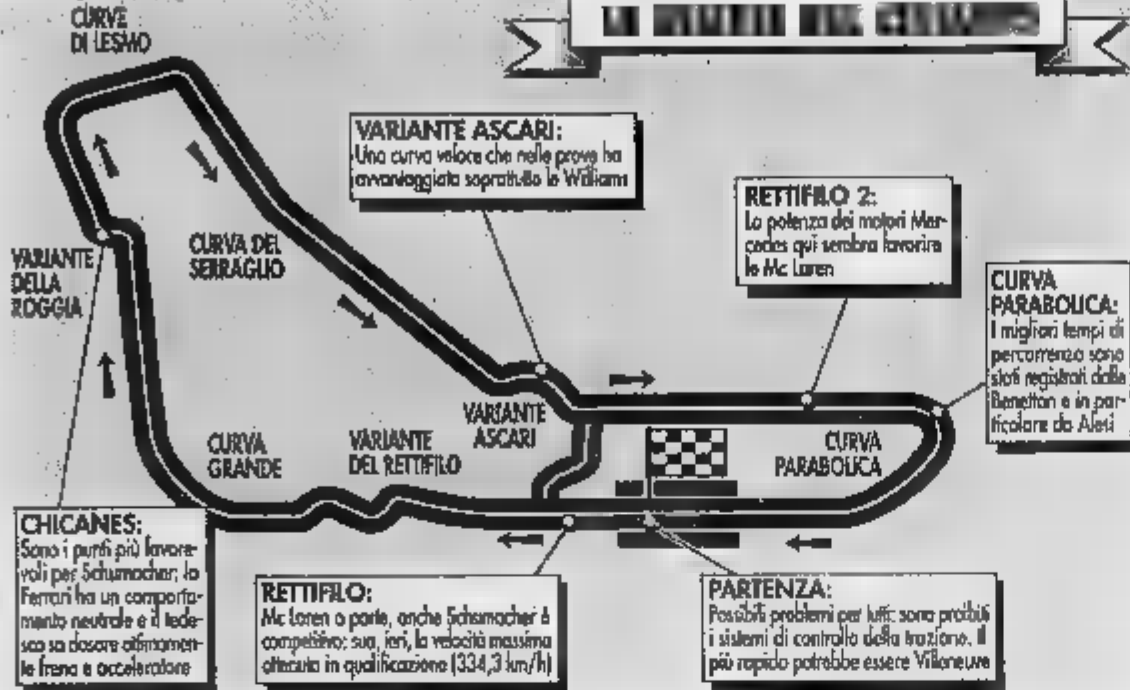 CURVE
DI LESMO
VARIANTE ASCARI:
Una curva veloce che nelle prove ha
avvantaggiato soprattutto le Williams
RETTIFILO 2:
La potenza dei motori Mer-
cedes qui sembra favorire
le Mc Laren
CURVA
PARABOLICA:
I migliori tempi di
percorrenza sono
stati registrati dalle
Benetton e in par-
ticolare da Alesi
VARIANTE
DELLA
ROGGIA
CURVA DEL
SERRAGLIO
CURVA
GRANDE
VARIANTE
DEL RETTIFILO
VARIANTE
ASCARI
CURVA
PARABOLICA
CHICANES:
Sono i punti più favore-
voli per Schumacher; la
Ferrari ha un comporta-
mento neutrale e il tede-
sco sa dosare ottimamen-
te freno e acceleratore
RETTIFILO:
Mc Laren a parte, anche Schumacher è
competitivo; sua, ieri, la velocità massima
ottenuta in qualificazione (334,3 km/h)
PARTENZA:
Possibili problemi per tutti: sono proibiti
i sistemi di controllo della trazione. Il
più rapido potrebbe essere Villeneuve